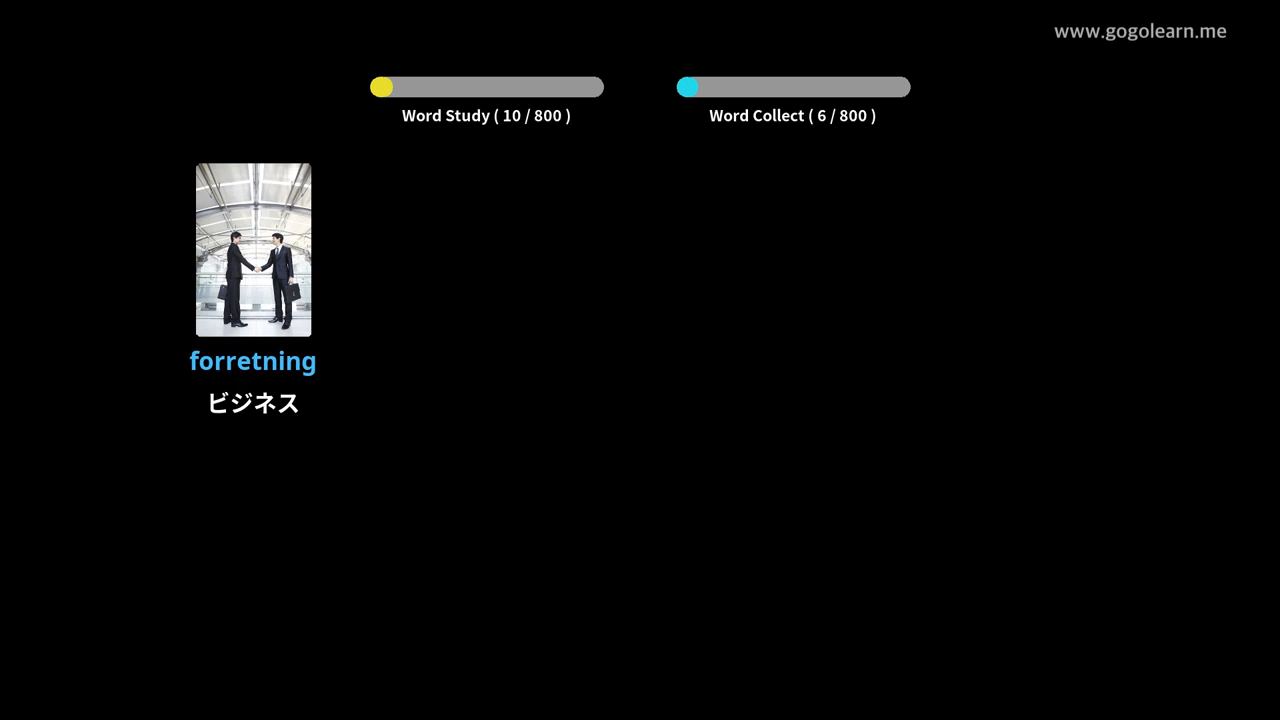 www.gogolearn.me
Word Study ( 10 / 800 )
Word Collect ( 6 / 800 )
forretning
ビジネス